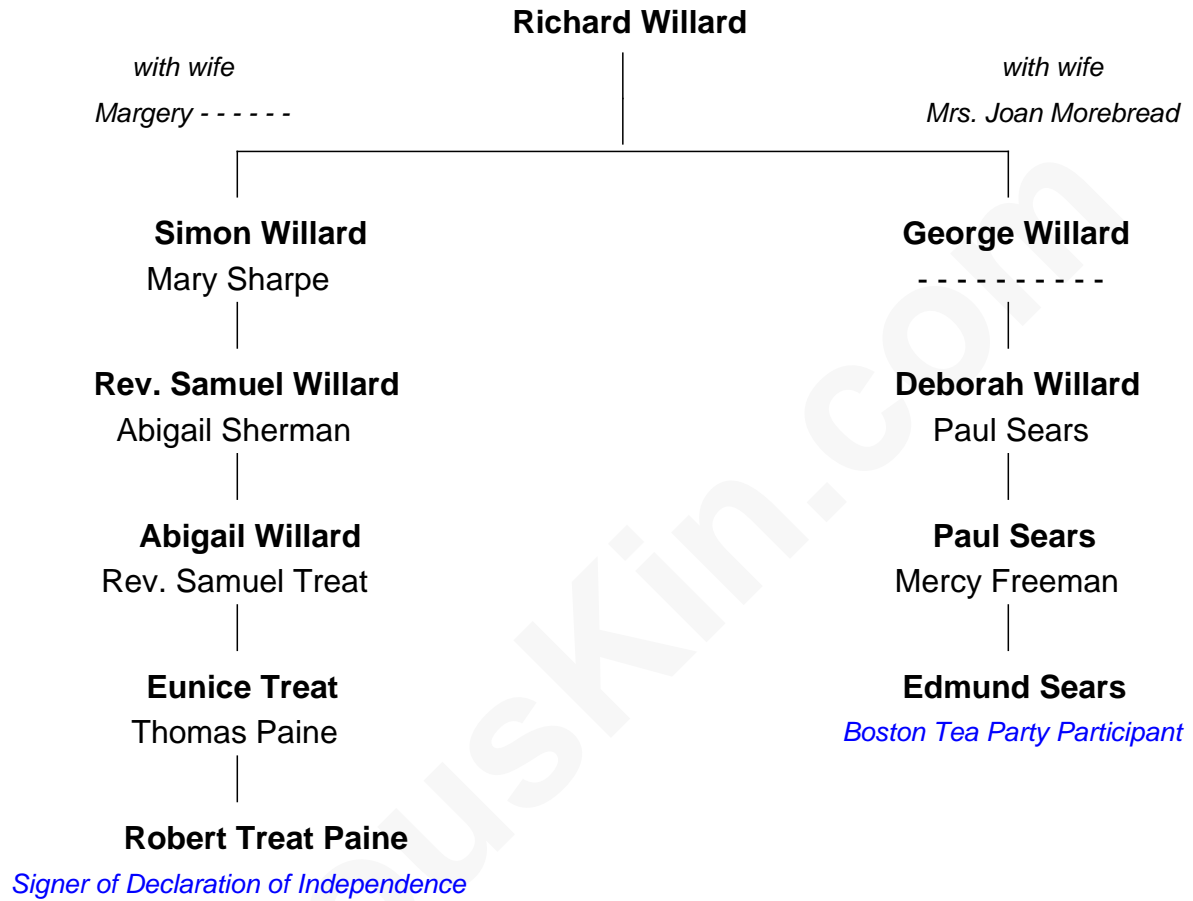 Richard Willard
with wife
Margery - - - - - -
with wife
Mrs. Joan Morebread
Simon Willard
Mary Sharpe
George Willard
- - - - - - - - - -
Rev. Samuel Willard
Abigail Sherman
Deborah Willard
Paul Sears
Abigail Willard
Rev. Samuel Treat
Paul Sears
Mercy Freeman
Eunice Treat
Thomas Paine
Edmund Sears
Boston Tea Party Participant
Robert Treat Paine
Signer of Declaration of Independence
ousKin.com